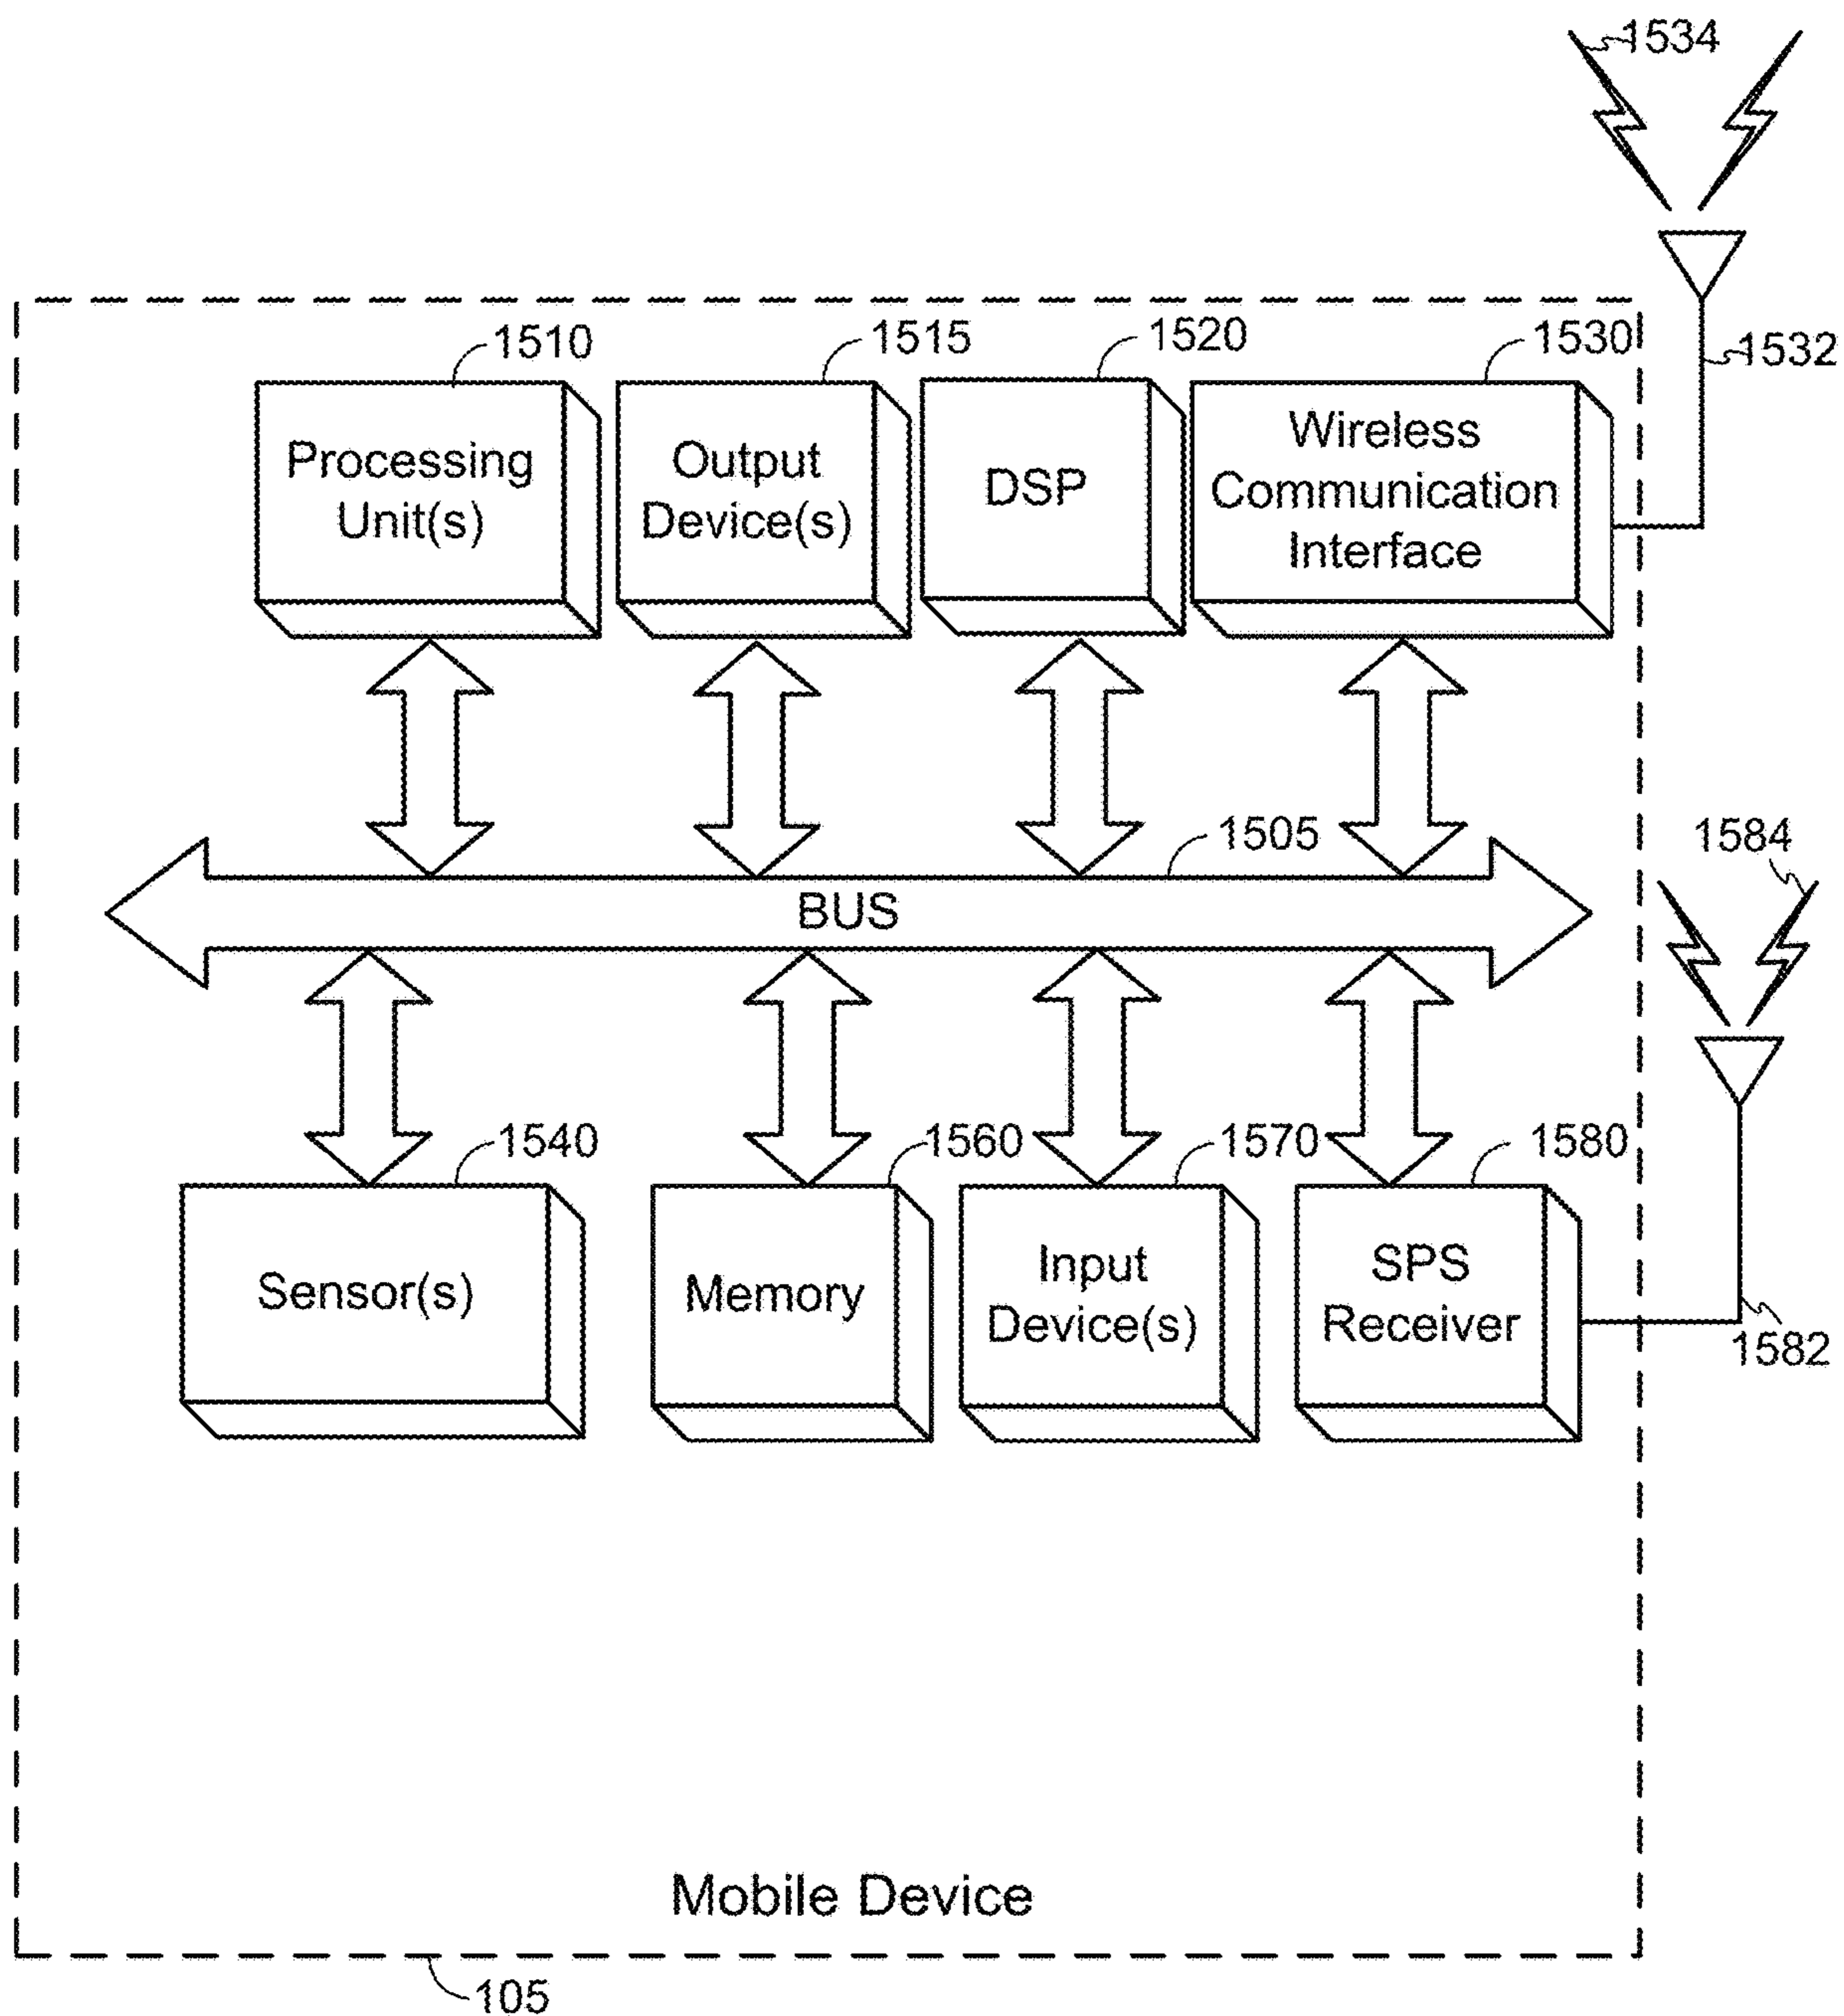 1534
1532
1510
1515
1520
1530
Processing
Unit(s)
Output
Device(s)
DSP
Wireless
Communication
Interface
1505
BUS
1584
1540
1560
1570
1580
Sensor(s)
Memory
Input
Device(s)
SPS
Receiver
1582
Mobile Device
105